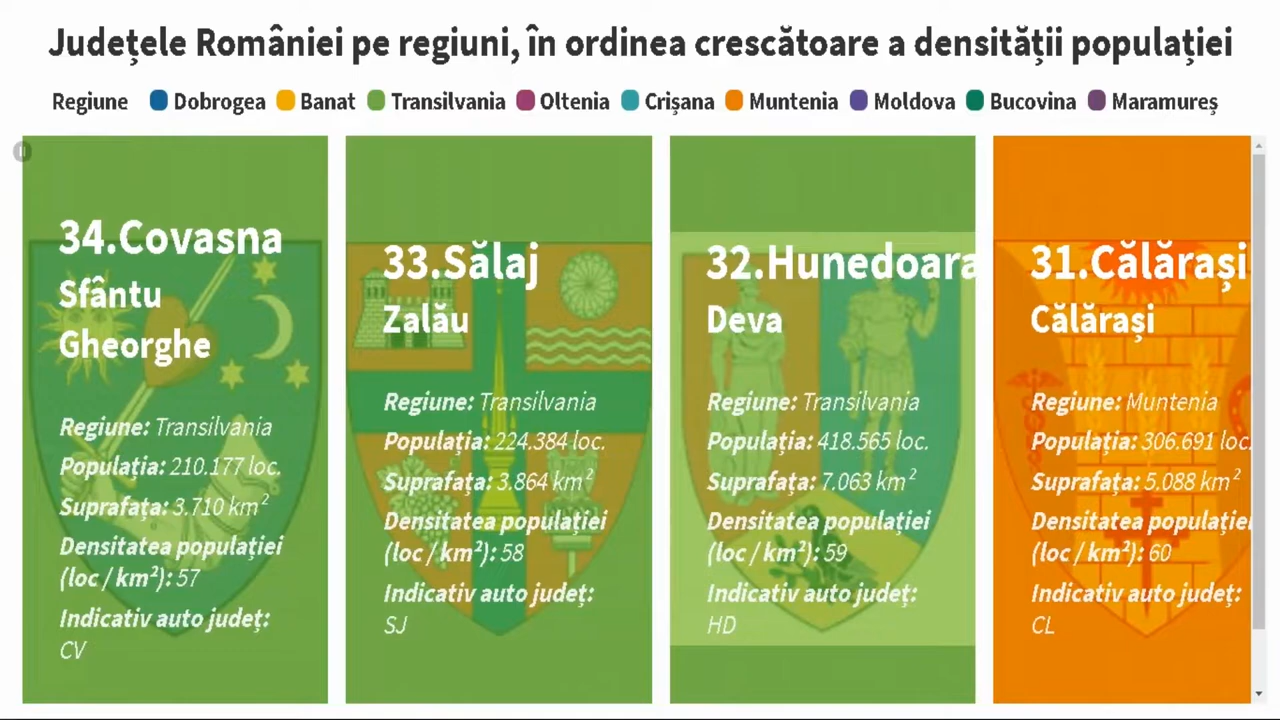 Județele României pe regiuni, în ordinea crescătoare a densității populației
Regiune Dobrogea Banat Transilvania Oltenia Crișana Muntenia Moldova Bucovina Maramureș
34.Covasna
Sfântu
Gheorghe
Regiune: Transilvania
Populația: 210.177 loc.
Suprafața: 3.710 km²
Densitatea populației
(loc / km²): 57
Indicativ auto județ:
CV
33.Sălaj
Zalău
Regiune: Transilvania
Populația: 224.384 loc.
Suprafața: 3.864 km²
Densitatea populației
(loc / km²): 58
Indicativ auto județ:
SJ
32.Hunedoara
Deva
Regiune: Transilvania
Populația: 418.565 loc.
Suprafața: 7.063 km²
Densitatea populației
(loc / km²): 59
Indicativ auto județ:
HD
31.Călărași
Călărași
Regiune: Muntenia
Populația: 306.691 loc.
Suprafața: 5.088 km²
Densitatea populației
(loc / km²): 60
Indicativ auto județ:
CL